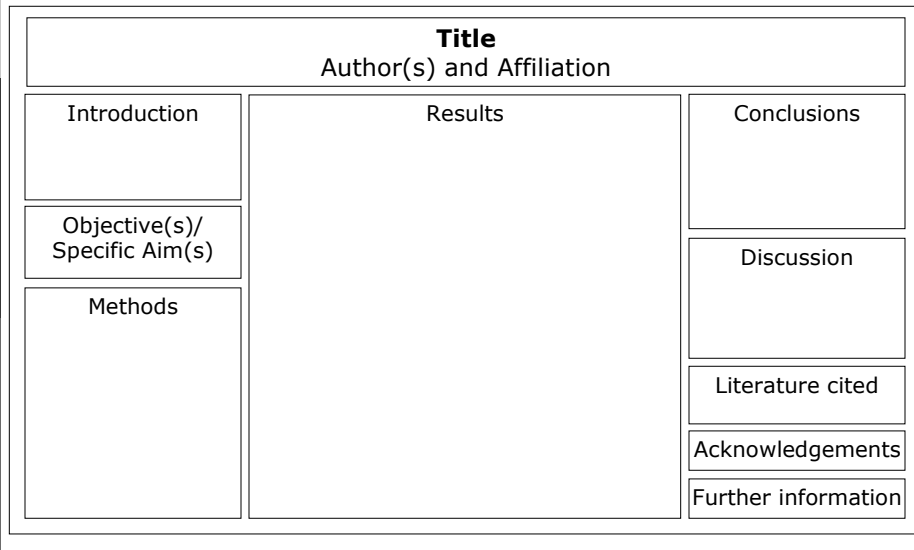 Title
Author(s) and Affiliation
Introduction
Objective(s)/
Specific Aim(s)
Methods
Results
Conclusions
Discussion
Literature cited
Acknowledgements
Further information